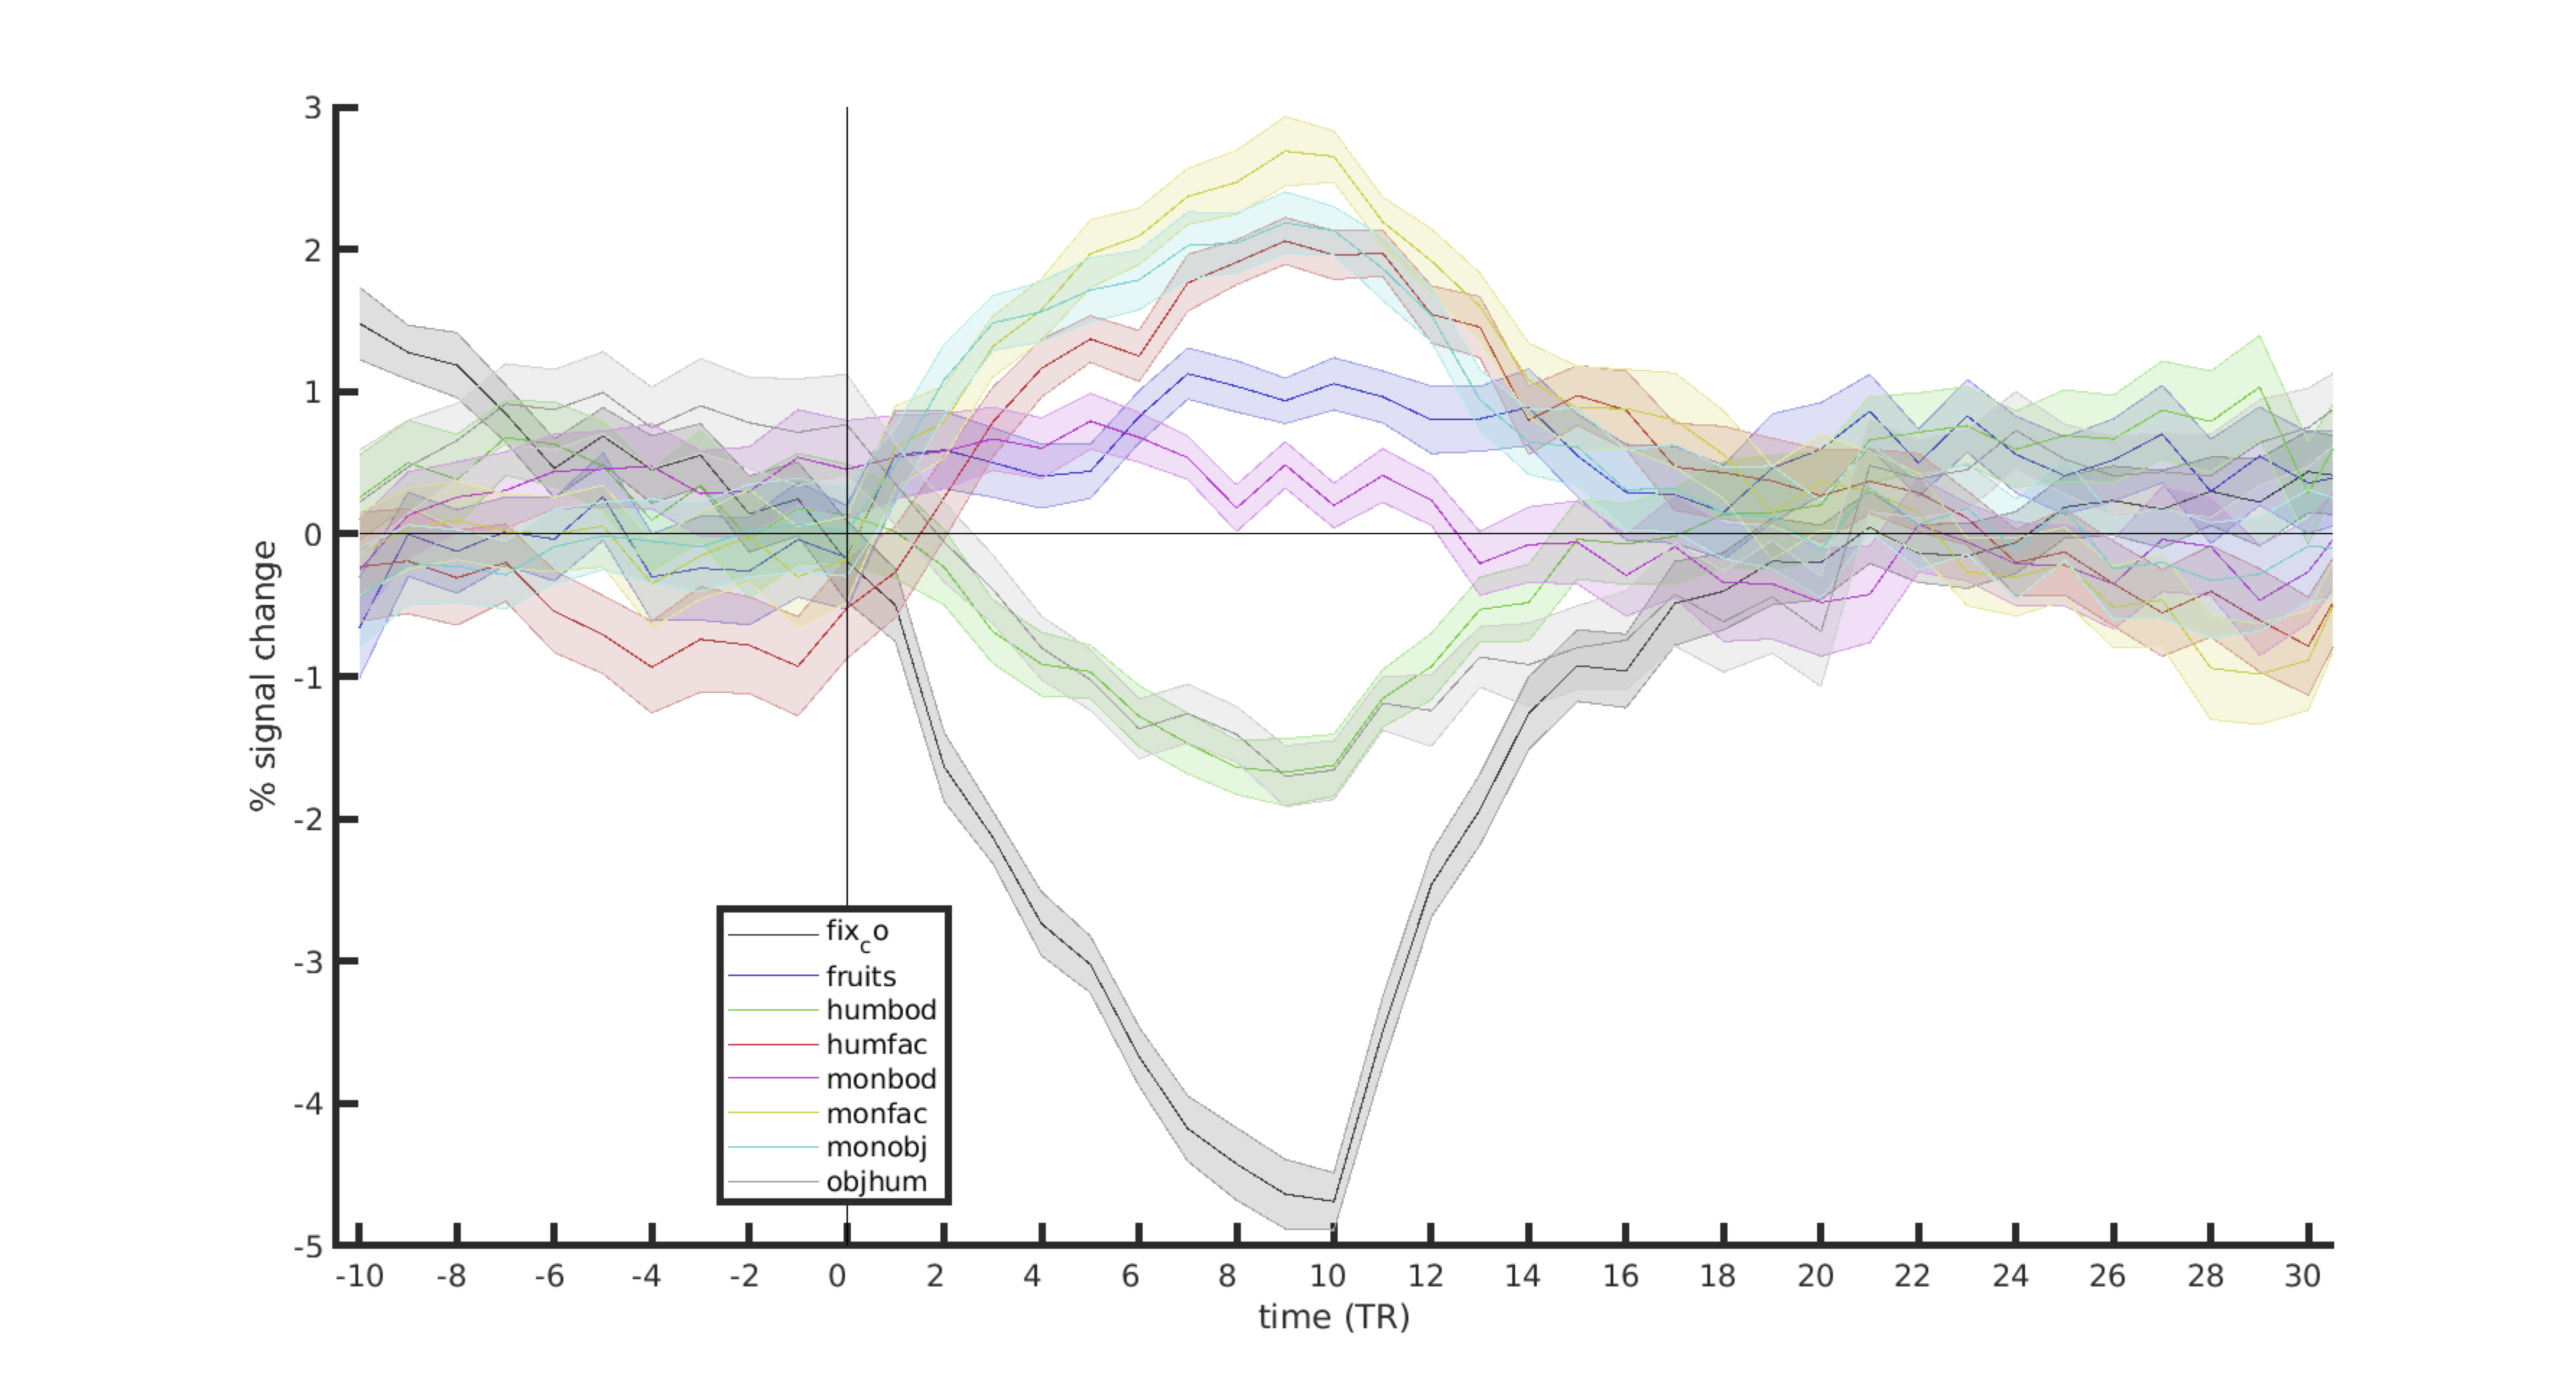 3
2
1
0
-1
-2
-3
-4
-5
% signal change
fix_co
fruits
humbod
humfac
monbod
monfac
monobj
objhum
-10 -8 -6 -4 -2 0 2 4 6 8 10 12 14 16 18 20 22 24 26 28 30
time (TR)